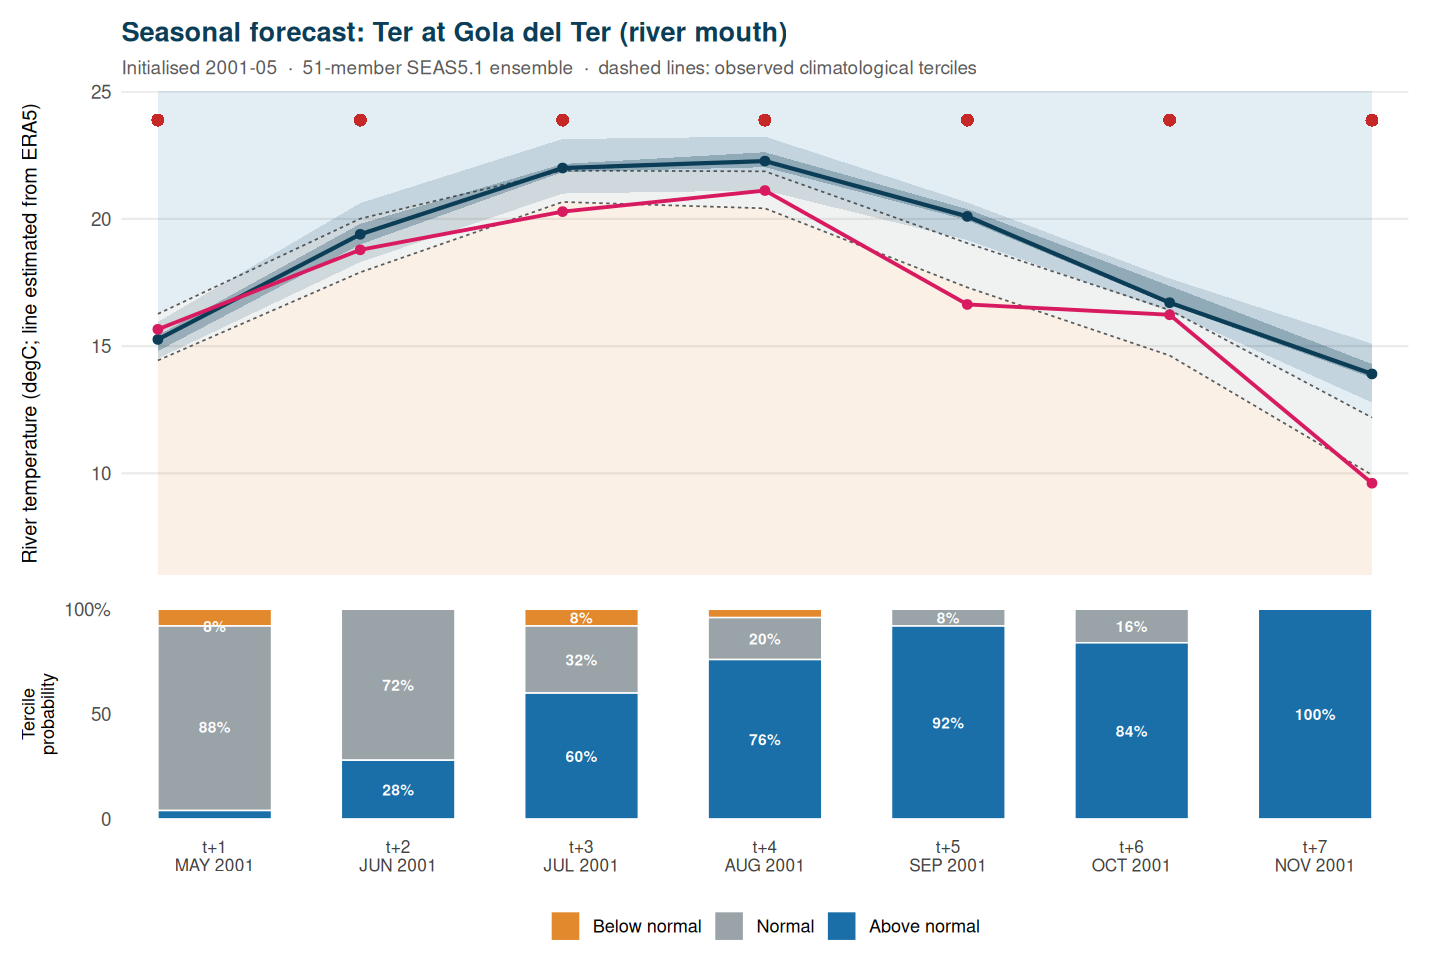 Seasonal forecast: Ter at Gola del Ter (river mouth)
Initialised 2001-05 · 51-member SEAS5.1 ensemble · dashed lines: observed climatological terciles
River temperature (degC; line estimated from ERA5)
25
20
15
10
Tercile
probability
100%
50
0
8%
88%
72%
28%
8%
32%
60%
20%
76%
8%
92%
16%
84%
100%
t+1
MAY 2001
t+2
JUN 2001
t+3
JUL 2001
t+4
AUG 2001
t+5
SEP 2001
t+6
OCT 2001
t+7
NOV 2001
Below normal
Normal
Above normal